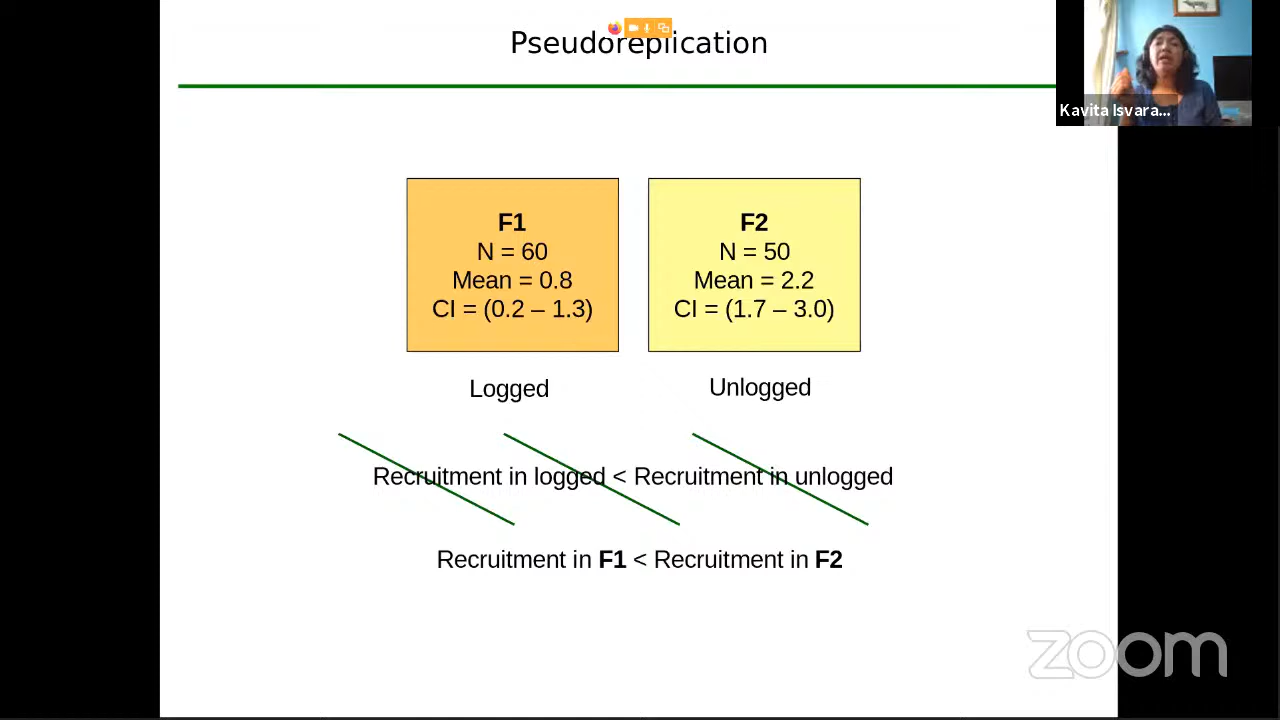 Pseudoreplication
Kavita Isvara...
F1
N = 60
Mean = 0.8
CI = (0.2 – 1.3)
F2
N = 50
Mean = 2.2
CI = (1.7 – 3.0)
Logged
Unlogged
Recruitment in logged < Recruitment in unlogged
Recruitment in F1 < Recruitment in F2
zoom